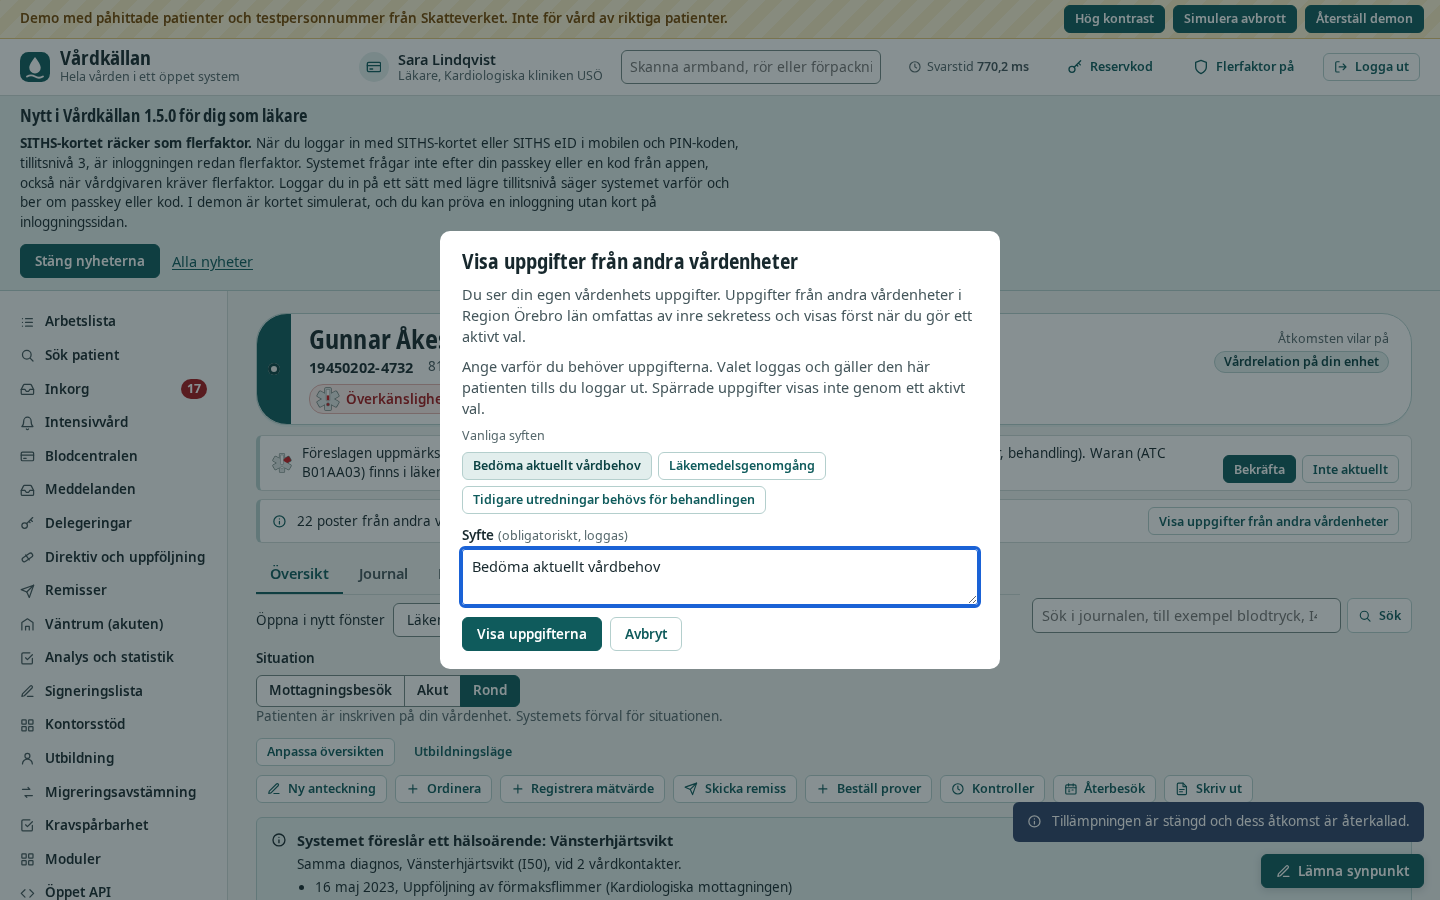 Demo med påhittade patienter och testpersonnummer från Skatteverket. Inte för vård av riktiga patienter.
Hög kontrast
Simulera avbrott
Återställ demon
Vårdkällan
Hela vården i ett öppet system
Sara Lindqvist
Läkare, Kardiologiska kliniken USÖ
Skanna armband, rör eller förpackni
Svarstid 770,2 ms
Reservkod
Flerfaktor på
Logga ut
Nytt i Vårdkällan 1.5.0 för dig som läkare
SITHS-kortet räcker som flerfaktor. När du loggar in med SITHS-kortet eller SITHS eID i mobilen och PIN-koden,
tillitsnivå 3, är inloggningen redan flerfaktor. Systemet frågar inte efter din passkey eller en kod från appen,
också när vårdgivaren kräver flerfaktor. Loggar du in på ett sätt med lägre tillitsnivå säger systemet varför och
ber om passkey eller kod. I demon är kortet simulerat, och du kan pröva en inloggning utan kort på
inloggningssidan.
Stäng nyheterna
Alla nyheter
Arbetslista
Sök patient
Inkorg
17
Intensivvård
Blodcentralen
Meddelanden
Delegeringar
Direktiv och uppföljning
Remisser
Väntrum (akuten)
Analys och statistik
Signeringslista
Kontorsstöd
Utbildning
Migreringsavstämning
Kravspårbarhet
Moduler
Öppet API
Gunnar Åkes
19450202-4732
81
Överkänslighe
Åtkomsten vilar på
Vårdrelation på din enhet
Föreslagen uppmärks
, behandling). Waran (ATC
B01AA03) finns i läker
Bekräfta
Inte aktuellt
22 poster från andra v
Visa uppgifter från andra vårdenheter
Översikt
Journal
Öppna i nytt fönster
Läker
Sök i journalen, till exempel blodtryck, I
Sök
Situation
Mottagningsbesök
Akut
Rond
Patienten är inskriven på din vårdenhet. Systemets förval för situationen.
Anpassa översikten
Utbildningsläge
Ny anteckning
Ordinera
Registrera mätvärde
Skicka remiss
Beställ prover
Kontroller
Återbesök
Skriv ut
Systemet föreslår ett hälsoärende: Vänsterhjärtsvikt
Samma diagnos, Vänsterhjärtsvikt (I50), vid 2 vårdkontakter.
• 16 maj 2023, Uppföljning av förmaksflimmer (Kardiologiska mottagningen)
Visa uppgifter från andra vårdenheter
Du ser din egen vårdenhets uppgifter. Uppgifter från andra vårdenheter i
Region Örebro län omfattas av inre sekretess och visas först när du gör ett
aktivt val.
Ange varför du behöver uppgifterna. Valet loggas och gäller den här
patienten tills du loggar ut. Spärrade uppgifter visas inte genom ett aktivt
val.
Vanliga syften
Bedöma aktuellt vårdbehov
Läkemedelsgenomgång
Tidigare utredningar behövs för behandlingen
Syfte (obligatoriskt, loggas)
Bedöma aktuellt vårdbehov
Visa uppgifterna
Avbryt
Tillämpningen är stängd och dess åtkomst är återkallad.
Lämna synpunkt